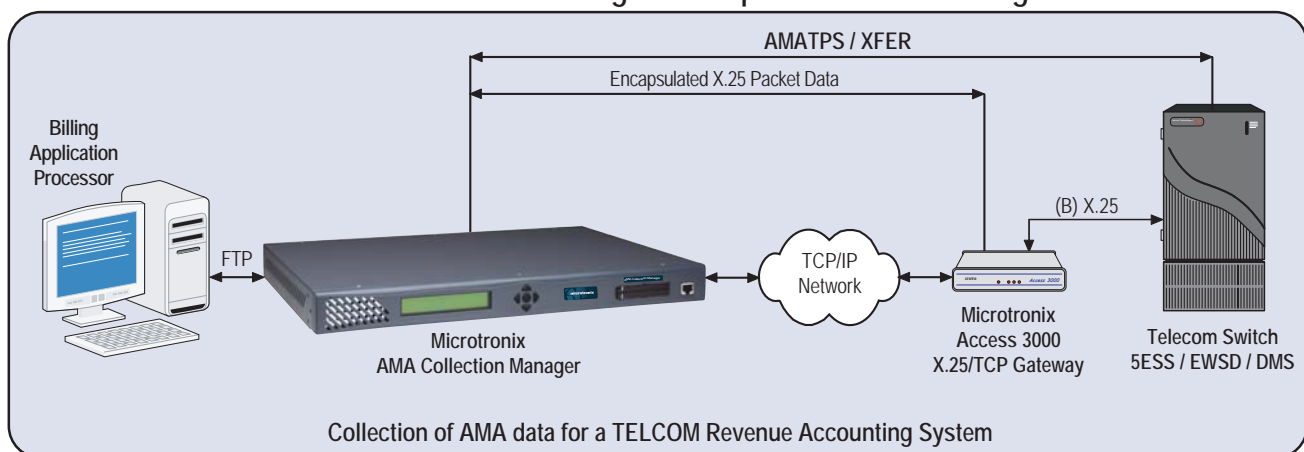 AMATPS / XFER
Encapsulated X.25 Packet Data
Billing
Application
Processor
FTP
(B) X.25
TCP/IP
Network
Access 3000
Microtronix
AMA Collection Manager
Microtronix
Access 3000
X.25/TCP Gateway
Telecom Switch
5ESS / EWSD / DMS
Collection of AMA data for a TELCOM Revenue Accounting System